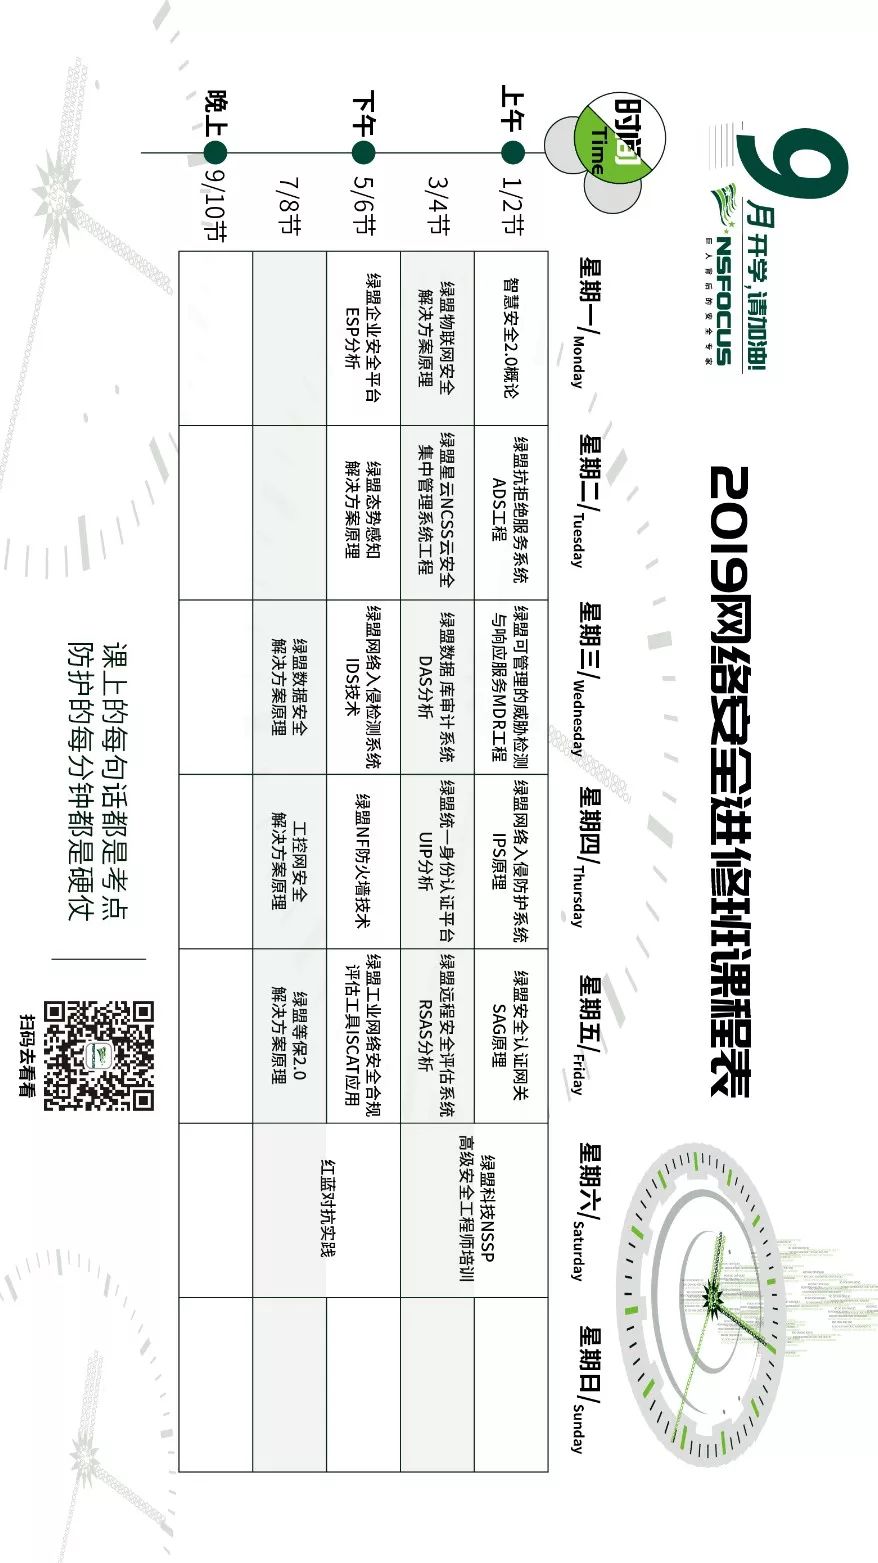 9月开学,请加油!
NSFOCUS
巨人背后的安全专家
2019网络安全进修班课程表
时间
Time
星期一/Monday
星期二/Tuesday
星期三/Wednesday
星期四/Thursday
星期五/Friday
星期六/Saturday
星期日/Sunday
上午
1/2节
智慧安全2.0概论
绿盟抗拒绝服务系统
ADS工程
绿盟可管理的威胁检测
与响应服务MDR工程
绿盟网络入侵防护系统
IPS原理
绿盟安全认证网关
SAG原理
绿盟科技NSSP
高级安全工程师培训
3/4节
绿盟物联网安全
解决方案原理
绿盟星云NCSS云安全
集中管理系统工程
绿盟数据库审计系统
DAS分析
绿盟统一身份认证平台
UIP分析
绿盟远程安全评估系统
RSAS分析
下午
5/6节
绿盟企业安全平台
ESP分析
绿盟态势感知
解决方案原理
绿盟网络入侵检测系统
IDS技术
绿盟NF防火墙技术
绿盟工业网络安全合规
评估工具ISCAT应用
红蓝对抗实践
7/8节
绿盟数据安全
解决方案原理
工控网安全
解决方案原理
绿盟等保2.0
解决方案原理
晚上
9/10节
课上的每句话都是考点
防护的每分钟都是硬仗
扫码去看看